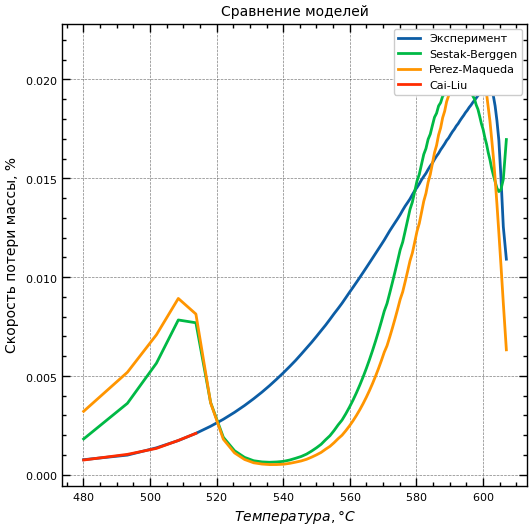 Сравнение моделей
Эксперимент
Sestak-Berggen
Perez-Maqueda
Cai-Liu
Скорость потери массы, %
0.020
0.015
0.010
0.005
0.000
480 500 520 540 560 580 600
Температура, °C